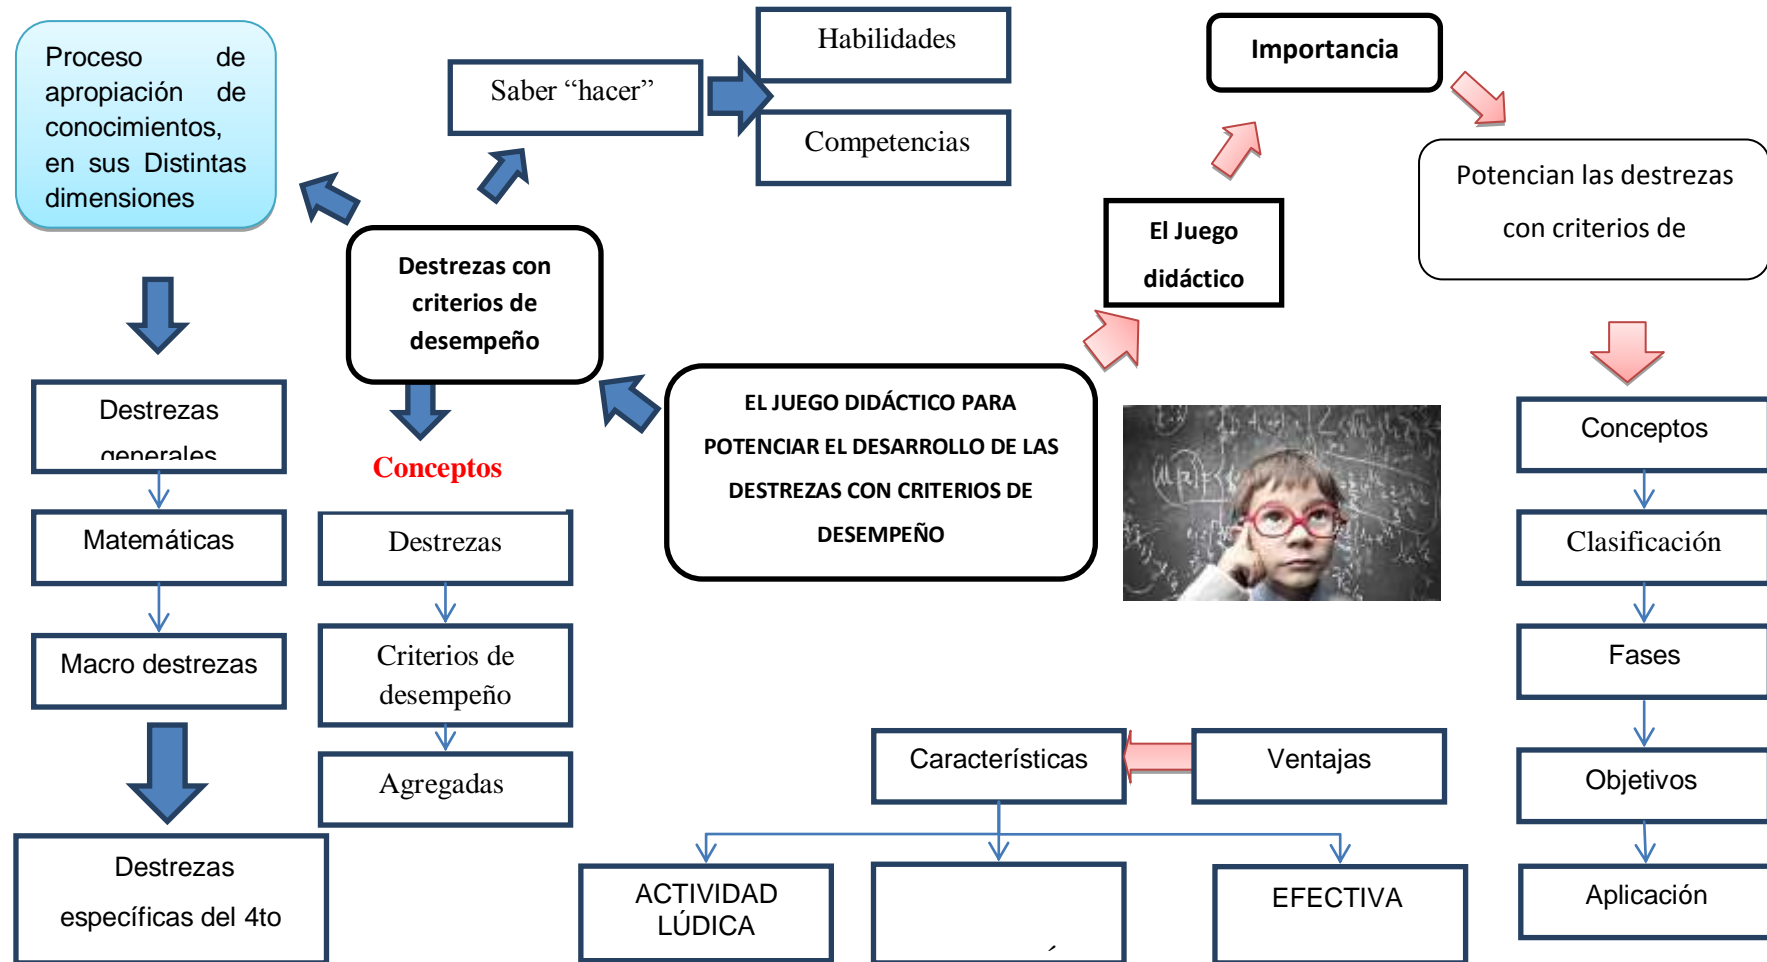 Proceso de
apropiación de
conocimientos,
en sus Distintas
dimensiones
Saber “hacer”
Habilidades
Competencias
Importancia
Potencian las destrezas
con criterios de
El Juego
didáctico
Destrezas con
criterios de
desempeño
EL JUEGO DIDÁCTICO PARA
POTENCIAR EL DESARROLLO DE LAS
DESTREZAS CON CRITERIOS DE
DESEMPEÑO
Destrezas
generales
Matemáticas
Macro destrezas
Destrezas
específicas del 4to
Conceptos
Destrezas
Criterios de
desempeño
Agregadas
Conceptos
Clasificación
Fases
Objetivos
Aplicación
Ventajas
Característicás
ACTIVIDAD
LÚDICA
EFECTIVA